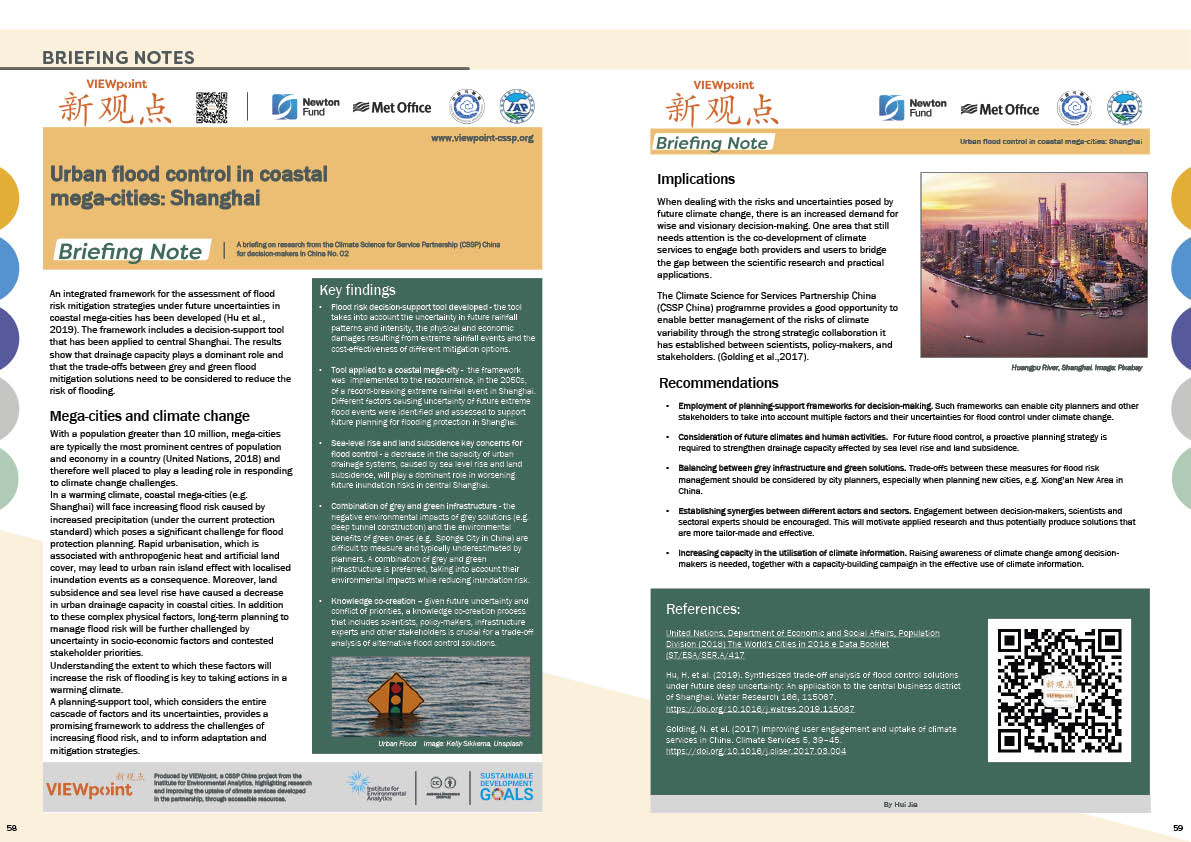 BRIEFING NOTES
VIEWpoint
新观点
Newton
Fund
Met Office
www.viewpoint-cssp.org
Urban flood control in coastal
mega-cities: Shanghai
Briefing Note
A briefing on research from the Climate Science for Service Partnership (CSSP) China
for decision-makers in China No. 02
An integrated framework for the assessment of flood
risk mitigation strategies under future uncertainties in
coastal mega-cities has been developed (Hu et al.,
2019). The framework includes a decision-support tool
that has been applied to central Shanghai. The results
show that drainage capacity plays a dominant role and
that the trade-offs between grey and green flood
mitigation solutions need to be considered to reduce the
risk of flooding.
Mega-cities and climate change
With a population greater than 10 million, mega-cities
are typically the most prominent centres of population
and economy in a country (United Nations, 2018) and
therefore well placed to play a leading role in responding
to climate change challenges.
In a warming climate, coastal mega-cities (e.g.
Shanghai) will face increasing flood risk caused by
increased precipitation (under the current protection
standard) which poses a significant challenge for flood
protection planning. Rapid urbanisation, which is
associated with anthropogenic heat and artificial land
cover, may lead to urban rain island effect with localised
inundation events as a consequence. Moreover, land
subsidence and sea level rise have caused a decrease
in urban drainage capacity in coastal cities. In addition
to these complex physical factors, long-term planning to
manage flood risk will be further challenged by
uncertainty in socio-economic factors and contested
stakeholder priorities.
Understanding the extent to which these factors will
increase the risk of flooding is key to taking actions in a
warming climate.
A planning-support tool, which considers the entire
cascade of factors and its uncertainties, provides a
promising framework to address the challenges of
increasing flood risk, and to inform adaptation and
mitigation strategies.
Key findings
• Flood risk decision-support tool developed - the tool
takes into account the uncertainty in future rainfall
patterns and intensity, the physical and economic
damages resulting from extreme rainfall events and the
cost-effectiveness of different mitigation options.
• Tool applied to a coastal mega-city - the framework
was implemented to the reoccurrence, in the 2050s,
of a record-breaking extreme rainfall event in Shanghai.
Different factors causing uncertainty of future extreme
flood events were identified and assessed to support
future planning for flooding protection in Shanghai.
• Sea-level rise and land subsidence key concerns for
flood control - a decrease in the capacity of urban
drainage systems, caused by sea level rise and land
subsidence, will play a dominant role in worsening
future inundation risks in central Shanghai.
• Combination of grey and green infrastructure - the
negative environmental impacts of grey solutions (e.g.
deep tunnel construction) and the environmental
benefits of green ones (e.g. Sponge City in China) are
difficult to measure and typically underestimated by
planners. A combination of grey and green
infrastructure is preferred, taking into account their
environmental impacts while reducing inundation risk.
• Knowledge co-creation – given future uncertainty and
conflict of priorities, a knowledge co-creation process
that includes scientists, policy-makers, infrastructure
experts and other stakeholders is crucial for a trade-off
analysis of alternative flood control solutions.
Urban Flood Image: Kelly Sikkema, Unsplash
新观点
VIEWpoint
Produced by VIEWpoint, a CSSP China project from the
Institute for Environmental Analytics, highlighting research
and improving the uptake of climate services developed
in the partnership, through accessible resources.
Institute for
Environmental
Analytics
SUSTAINABLE
DEVELOPMENT
GOALS
58
VIEWpoint
新观点
Newton
Fund
Met Office
Briefing Note
Urban flood control in coastal mega-cities: Shanghai
Implications
When dealing with the risks and uncertainties posed by
future climate change, there is an increased demand for
wise and visionary decision-making. One area that still
needs attention is the co-development of climate
services to engage both providers and users to bridge
the gap between the scientific research and practical
applications.
The Climate Science for Services Partnership China
(CSSP China) programme provides a good opportunity to
enable better management of the risks of climate
variability through the strong strategic collaboration it
has established between scientists, policy-makers, and
stakeholders. (Golding et al.,2017).
Huangpu River, Shanghai. Image: Pixabay
Recommendations
• Employment of planning-support frameworks for decision-making. Such frameworks can enable city planners and other
stakeholders to take into account multiple factors and their uncertainties for flood control under climate change.
• Consideration of future climates and human activities. For future flood control, a proactive planning strategy is
required to strengthen drainage capacity affected by sea level rise and land subsidence.
• Balancing between grey infrastructure and green solutions. Trade-offs between these measures for flood risk
management should be considered by city planners, especially when planning new cities, e.g. Xiong'an New Area in
China.
• Establishing synergies between different actors and sectors. Engagement between decision-makers, scientists and
sectoral experts should be encouraged. This will motivate applied research and thus potentially produce solutions that
are more tailor-made and effective.
• Increasing capacity in the utilisation of climate information. Raising awareness of climate change among decision-
makers is needed, together with a capacity-building campaign in the effective use of climate information.
References:
United Nations, Department of Economic and Social Affairs, Population
Division (2018) The World's Cities in 2018 e Data Booklet
(ST/ESA/SER.A/417
Hu, H. et al. (2019). Synthesized trade-off analysis of flood control solutions
under future deep uncertainty: An application to the central business district
of Shanghai. Water Research 166, 115067.
https://doi.org/10.1016/j.watres.2019.115067
Golding, N. et al. (2017) Improving user engagement and uptake of climate
services in China. Climate Services 5, 39–45.
https://doi.org/10.1016/j.cliser.2017.03.004
新观点
By Hui Jia
59